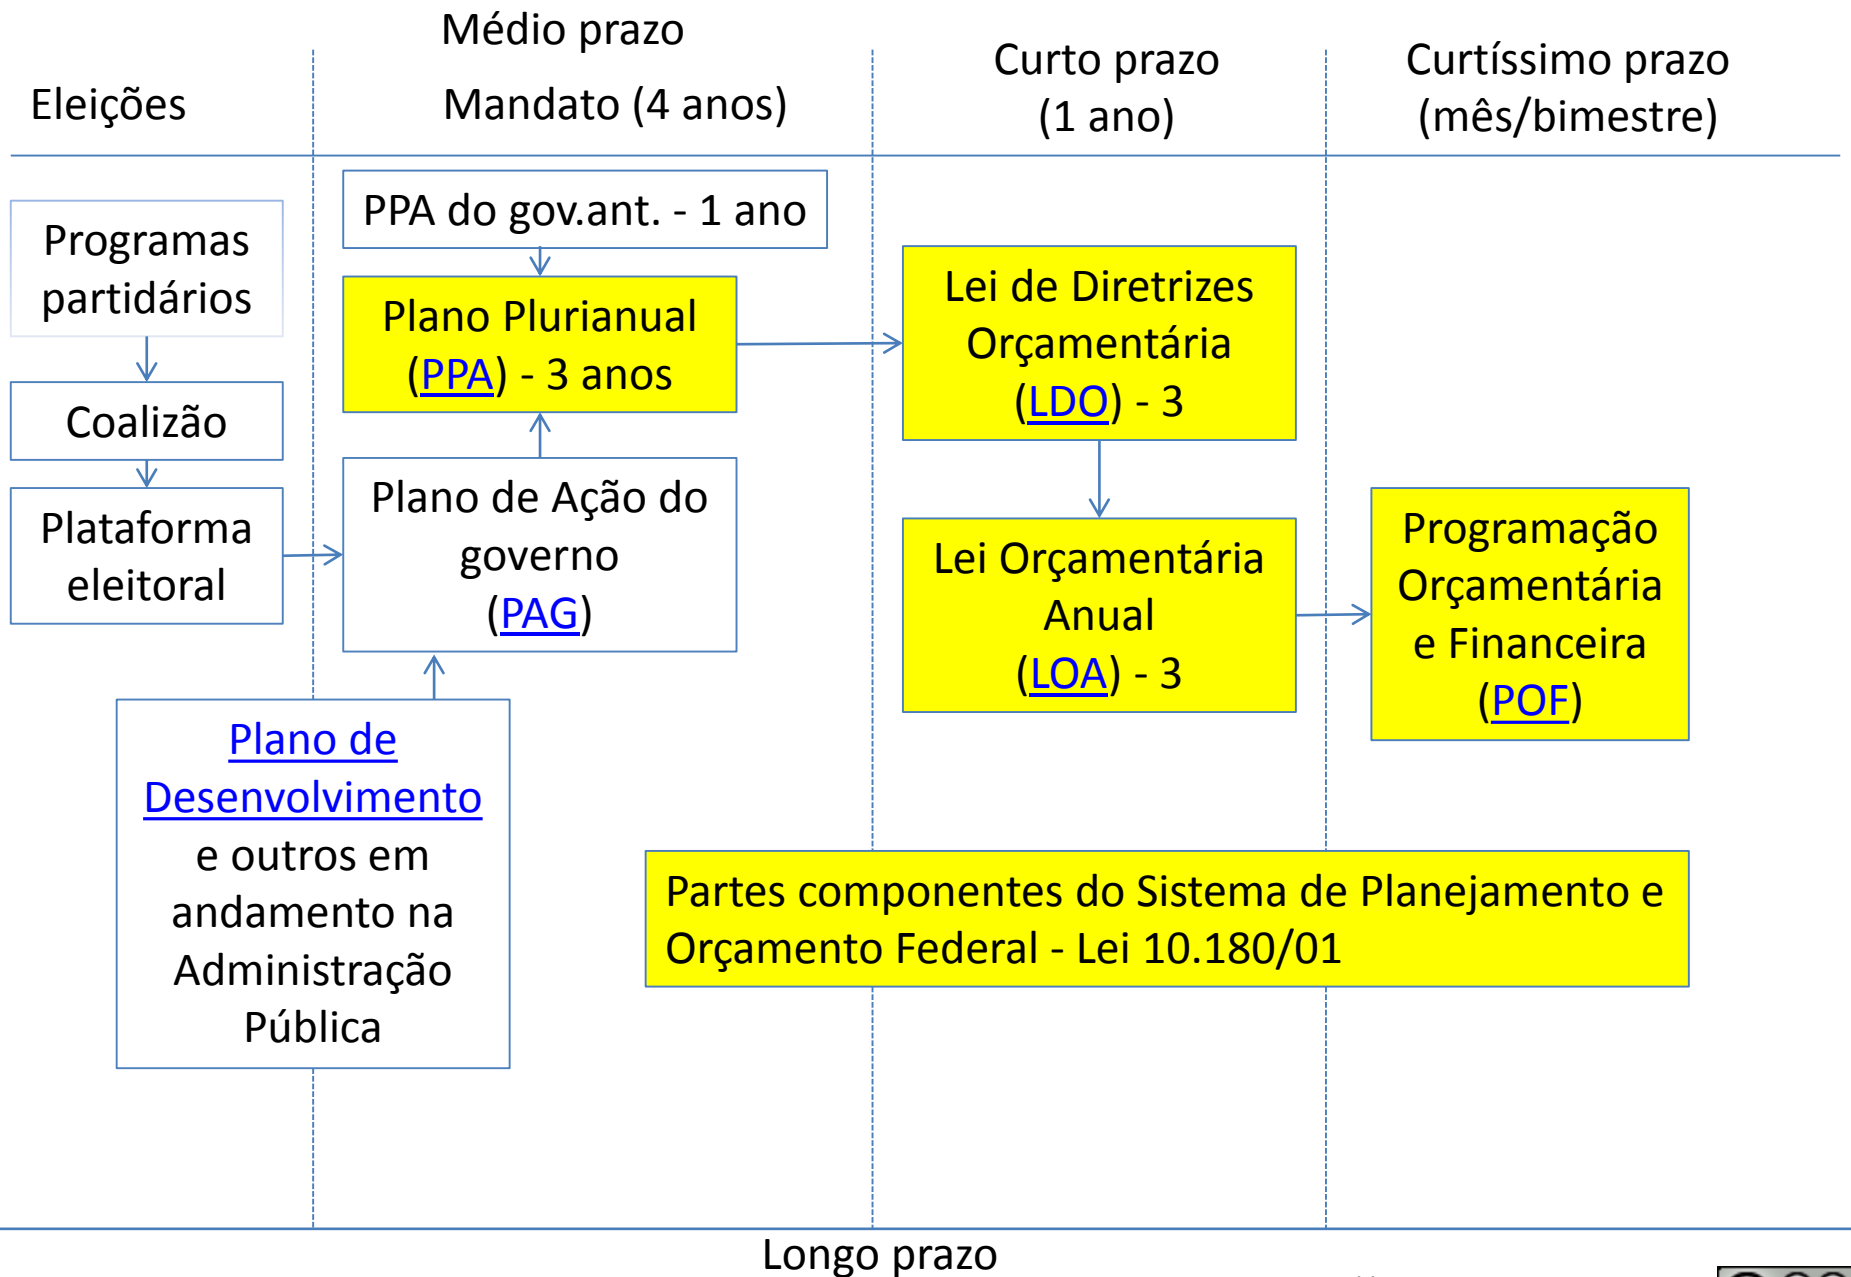 Médio prazo
Eleições
Mandato (4 anos)
Curto prazo
(1 ano)
Curtíssimo prazo
(mês/bimestre)
Programas
partidários
Coalizão
Plataforma
eleitoral
PPA do gov.ant. - 1 ano
Plano Plurianual
(PPA) - 3 anos
Plano de Ação do
governo
(PAG)
Plano de
Desenvolvimento
e outros em
andamento na
Administração
Pública
Lei de Diretrizes
Orçamentária
(LDO) - 3
Lei Orçamentária
Anual
(LOA) - 3
Programação
Orçamentária
e Financeira
(POF)
Partes componentes do Sistema de Planejamento e
Orçamento Federal - Lei 10.180/01
Longo prazo